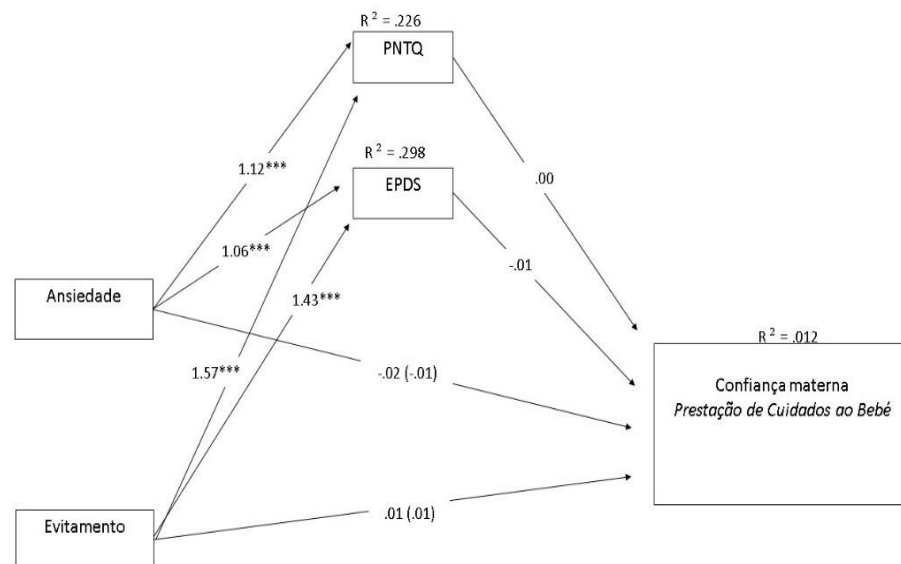 R² = .226
PNTQ
R² = .298
EPDS
1.12***
.00
1.06***
-.01
Ansiedade
1.43***
R² = .012
1.57***
-.02 (-.01)
Confiança materna
Prestação de Cuidados ao Bebé
.01 (.01)
Evitamento